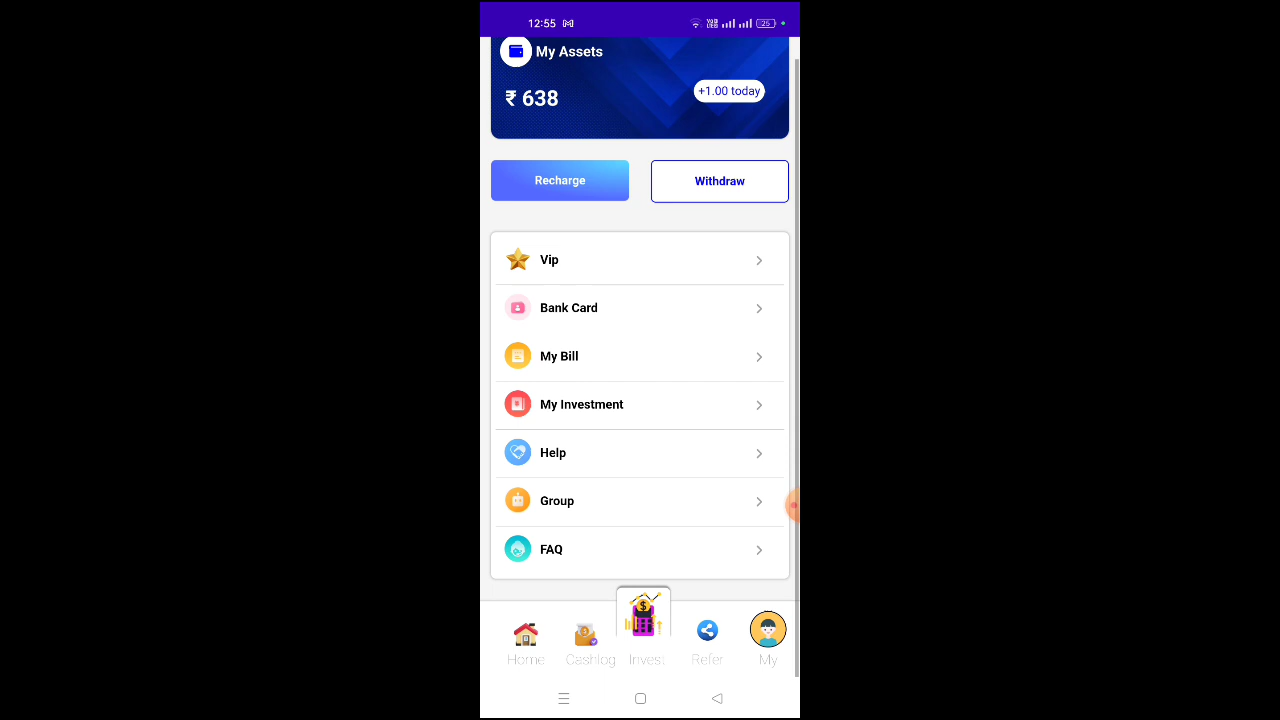 12:55
25
My Assets
₹ 638
+1.00 today
Recharge
Withdraw
Vip
Bank Card
My Bill
My Investment
Help
Group
FAQ
Home
Cashlog
Invest
Refer
My